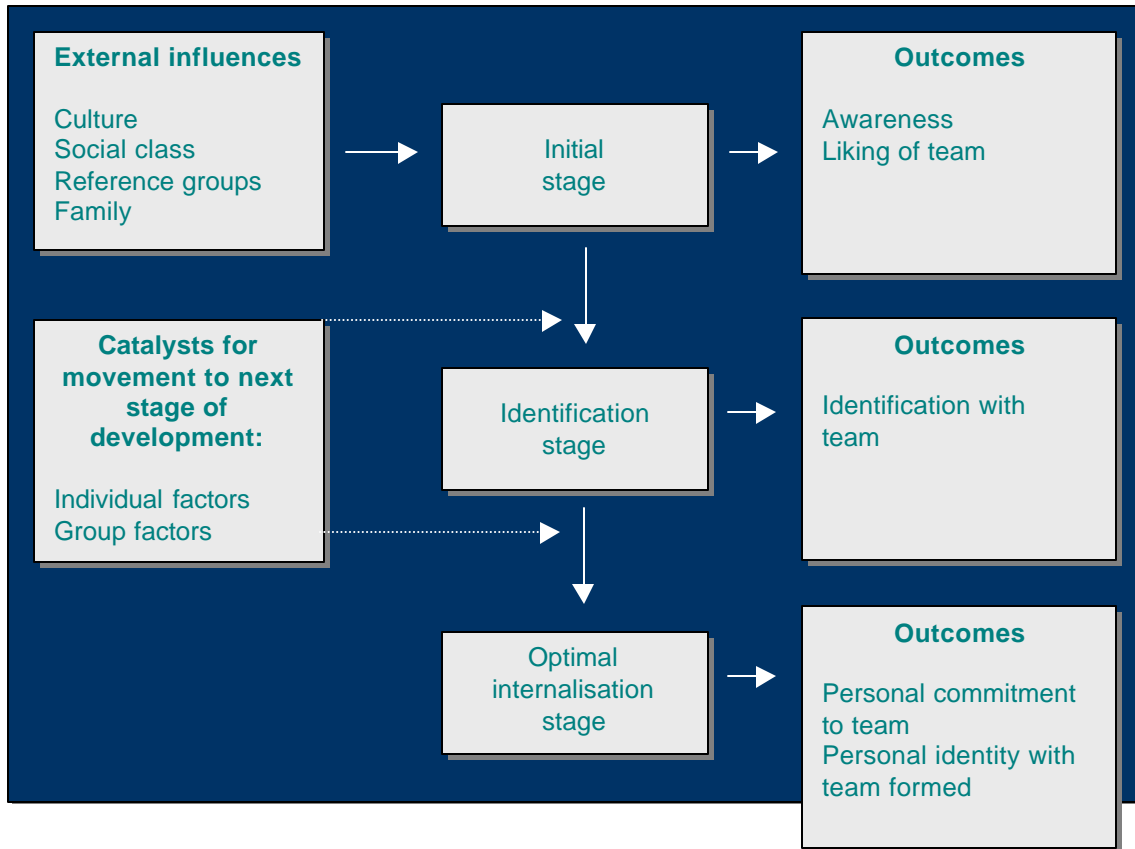 External influences
Culture
Social class
Reference groups
Family
Initial
stage
Outcomes
Awareness
Liking of team
Catalysts for
movement to next
stage of
development:
Individual factors
Group factors
Identification
stage
Outcomes
Identification with
team
Optimal
internalisation
stage
Outcomes
Personal commitment
to team
Personal identity with
team formed